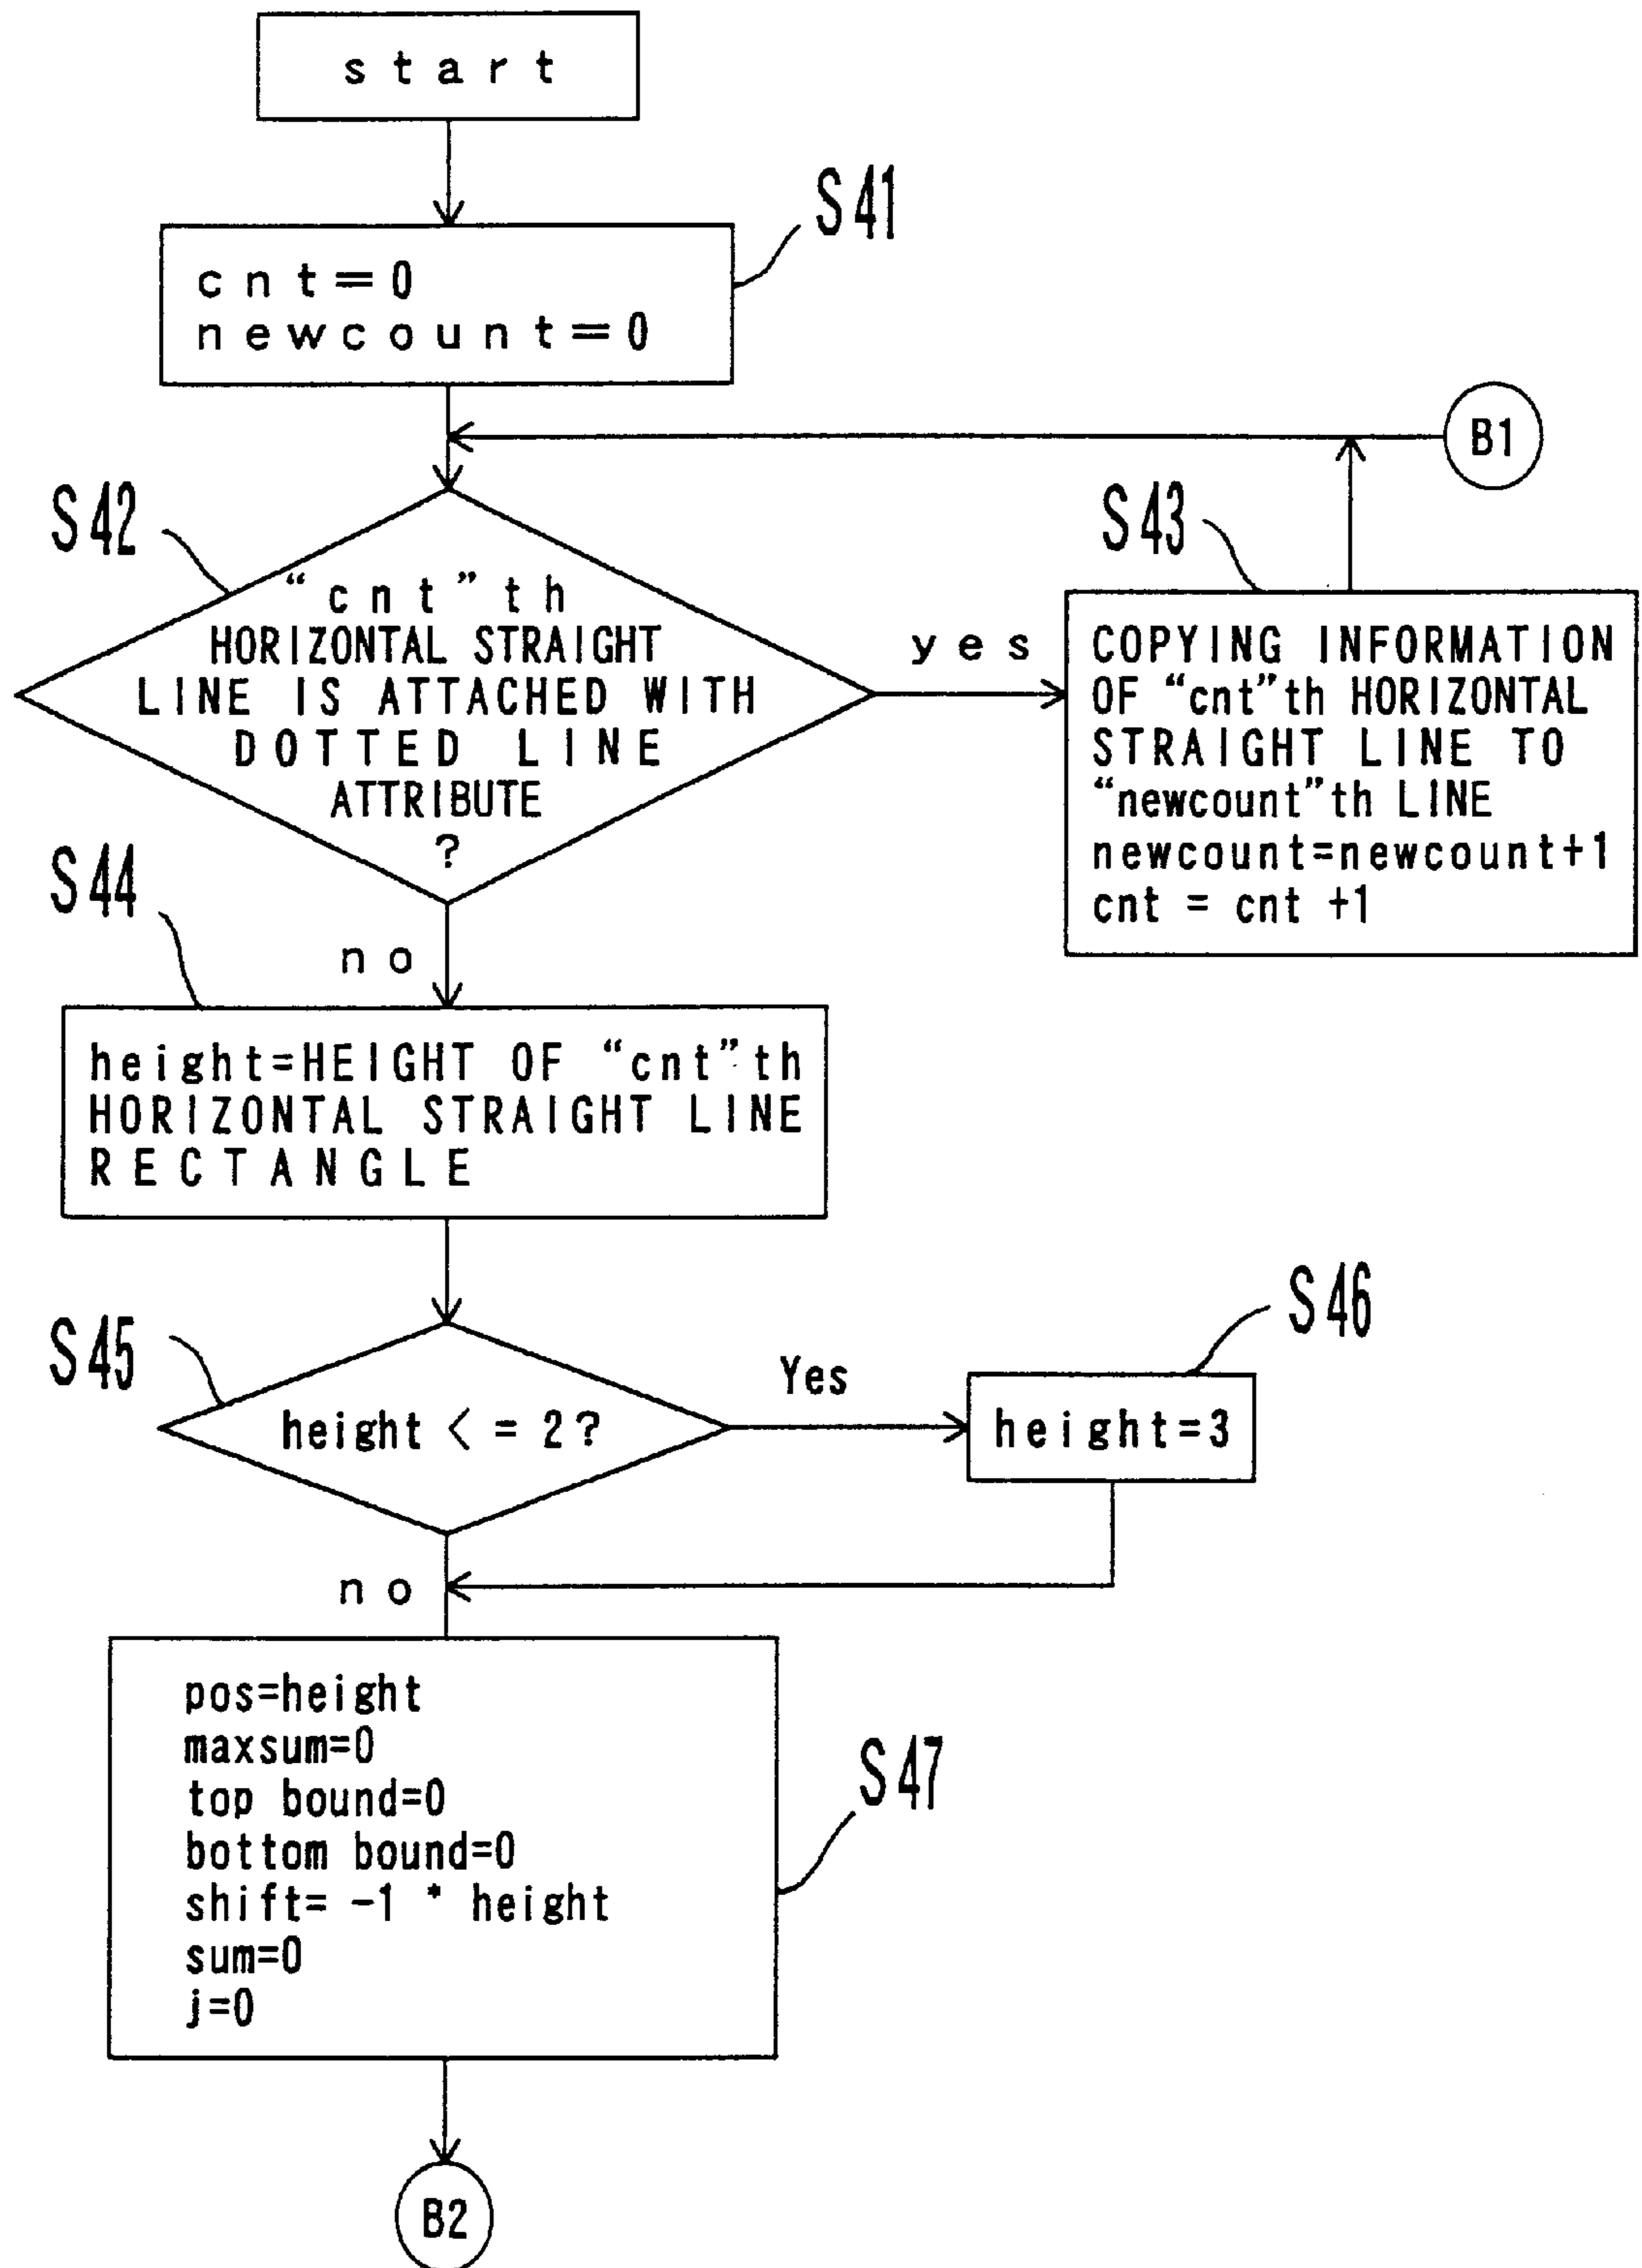 start
S41
cnt=0
newcount=0
B1
S42
S43
“cnt”th
HORIZONTAL STRAIGHT
LINE IS ATTACHED WITH
DOTTED LINE
ATTRIBUTE
?
yes
COPYING INFORMATION
OF “cnt”th HORIZONTAL
STRAIGHT LINE TO
“newcount”th LINE
newcount=newcount+1
cnt = cnt +1
S44
no
height=HEIGHT OF “cnt”th
HORIZONTAL STRAIGHT LINE
RECTANGLE
S45
height < = 2?
Yes
S46
height=3
no
S47
pos=height
maxsum=0
top bound=0
bottom bound=0
shift= -1 * height
sum=0
j=0
B2